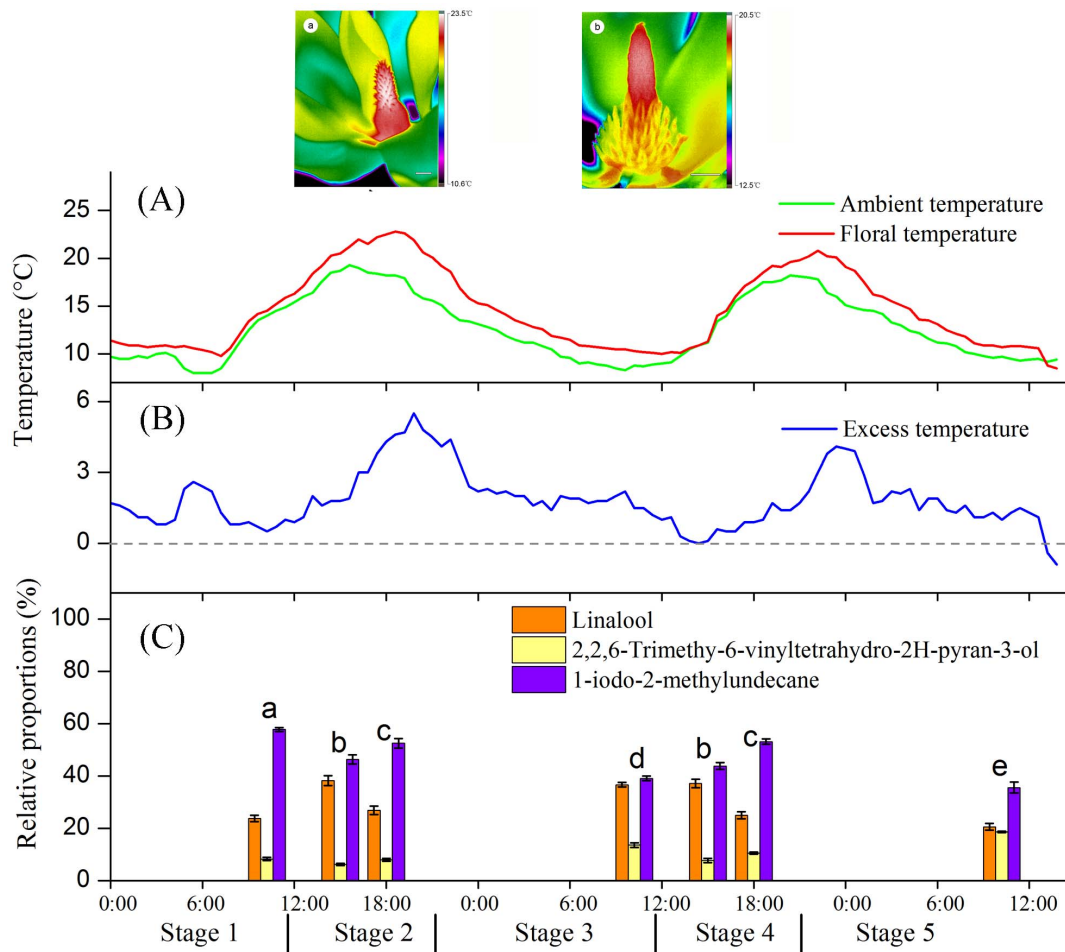 a
23.5℃
10.6℃
b
20.5℃
12.5℃
(A)
Temperature (°C)
25
20
15
10
Ambient temperature
Floral temperature
(B)
6
3
0
Excess temperature
(C)
Relative proportions (%)
100
80
60
40
20
0
Linalool
2,2,6-Trimethy-6-vinyltetrahydro-2H-pyran-3-ol
1-iodo-2-methylundecane
a b c d b c e
0:00 6:00 12:00 18:00 0:00 6:00 12:00 18:00 0:00 6:00 12:00
Stage 1 Stage 2 Stage 3 Stage 4 Stage 5